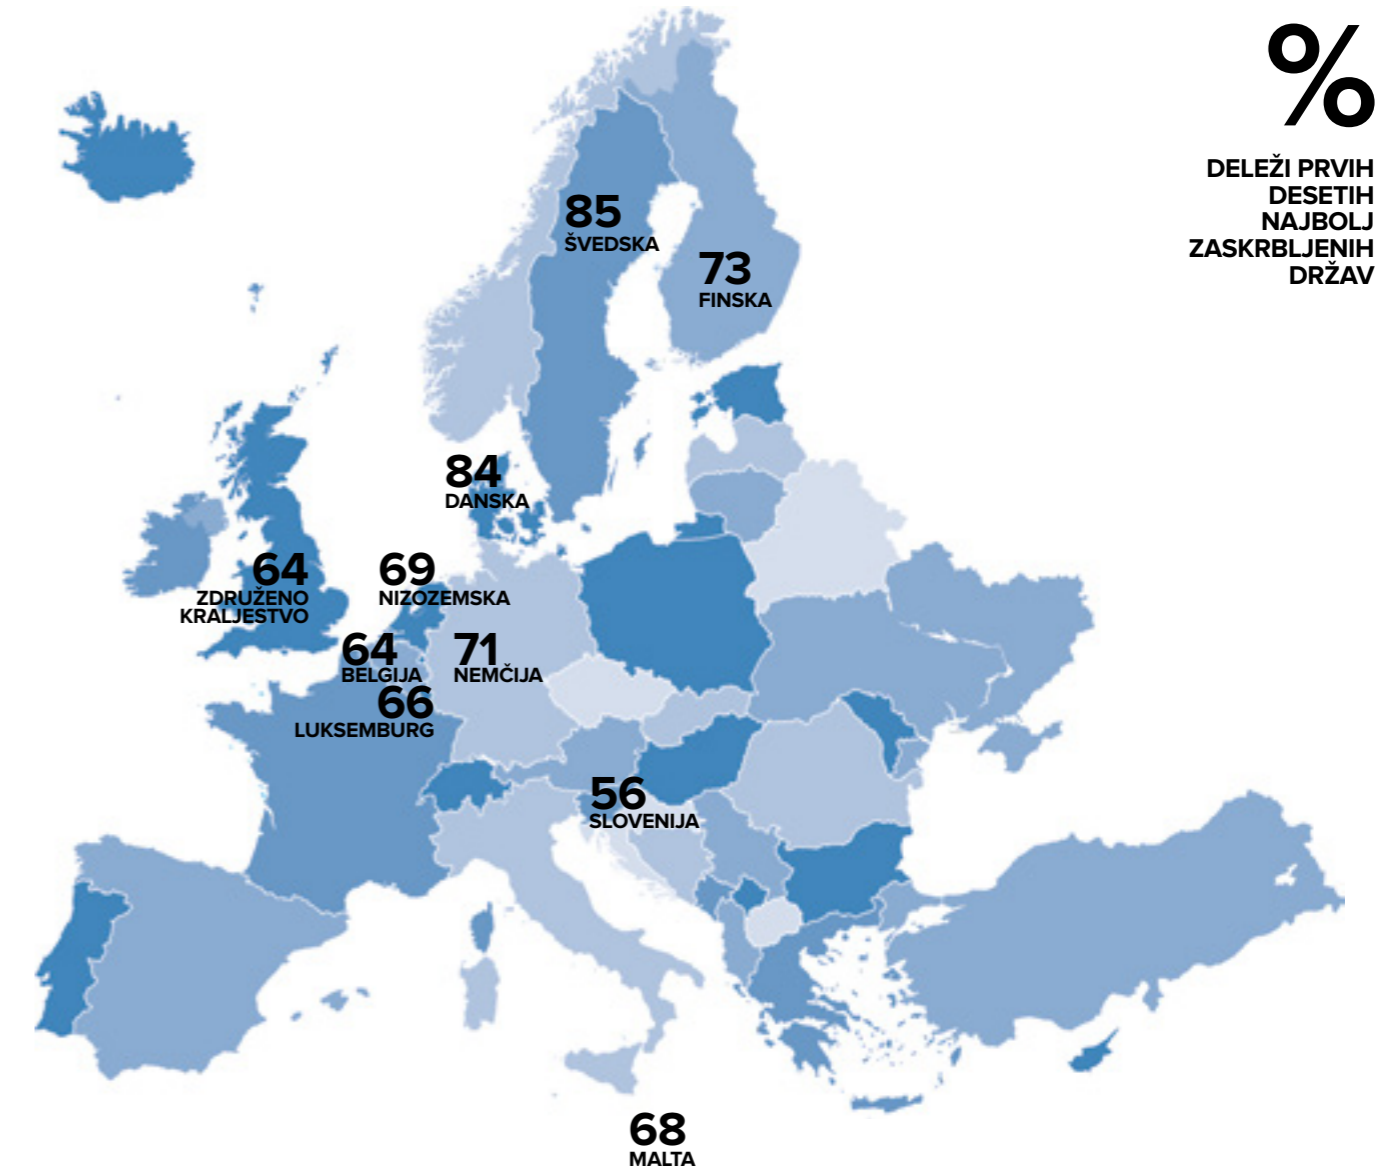 %
DELEŽI PRVIH
DESETIH
NAJBOLJ
ZASKRBLJENIH
DRŽAV
85
ŠVEDSKA
73
FINSKA
84
DANSKA
64
ZDRUŽENO
KRALJESTVO
69
NIZOZEMSKA
64
BELGIJA
71
NEMČIJA
66
LUKSEMBURG
56
SLOVENIJA
68
MALTA